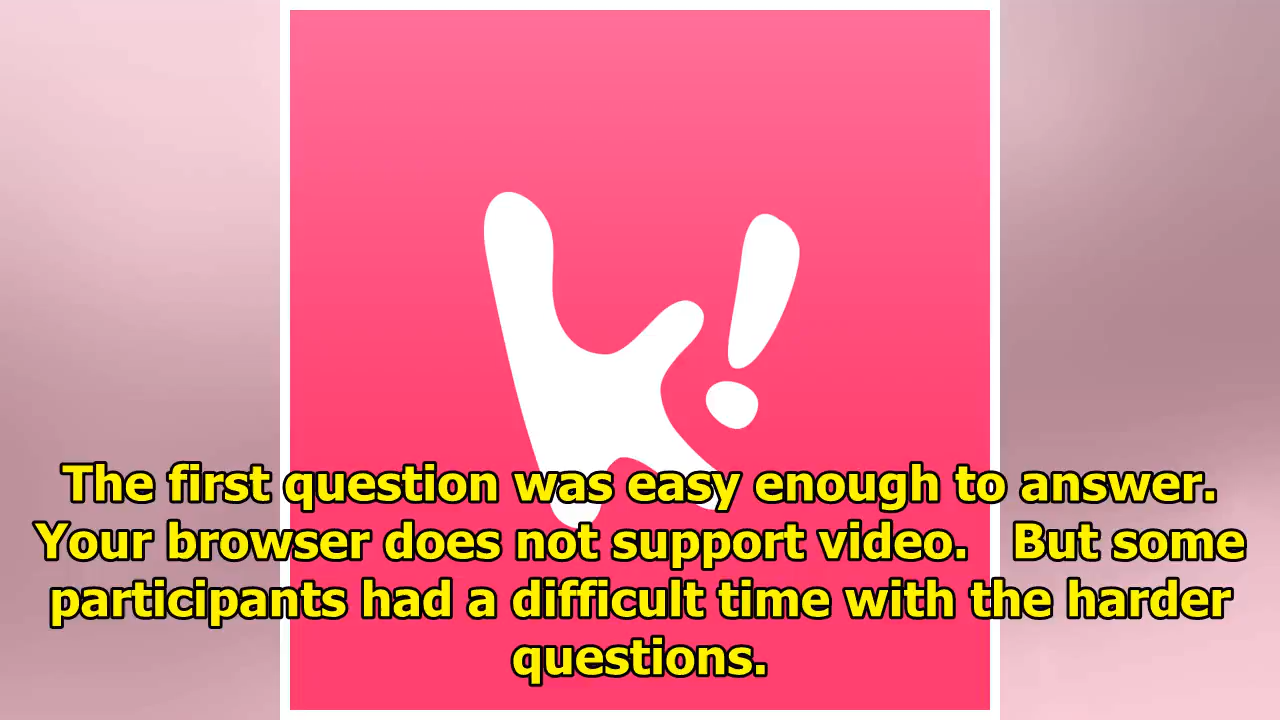 k!
The first question was easy enough to answer.
Your browser does not support video.   But some
participants had a difficult time with the harder
questions.